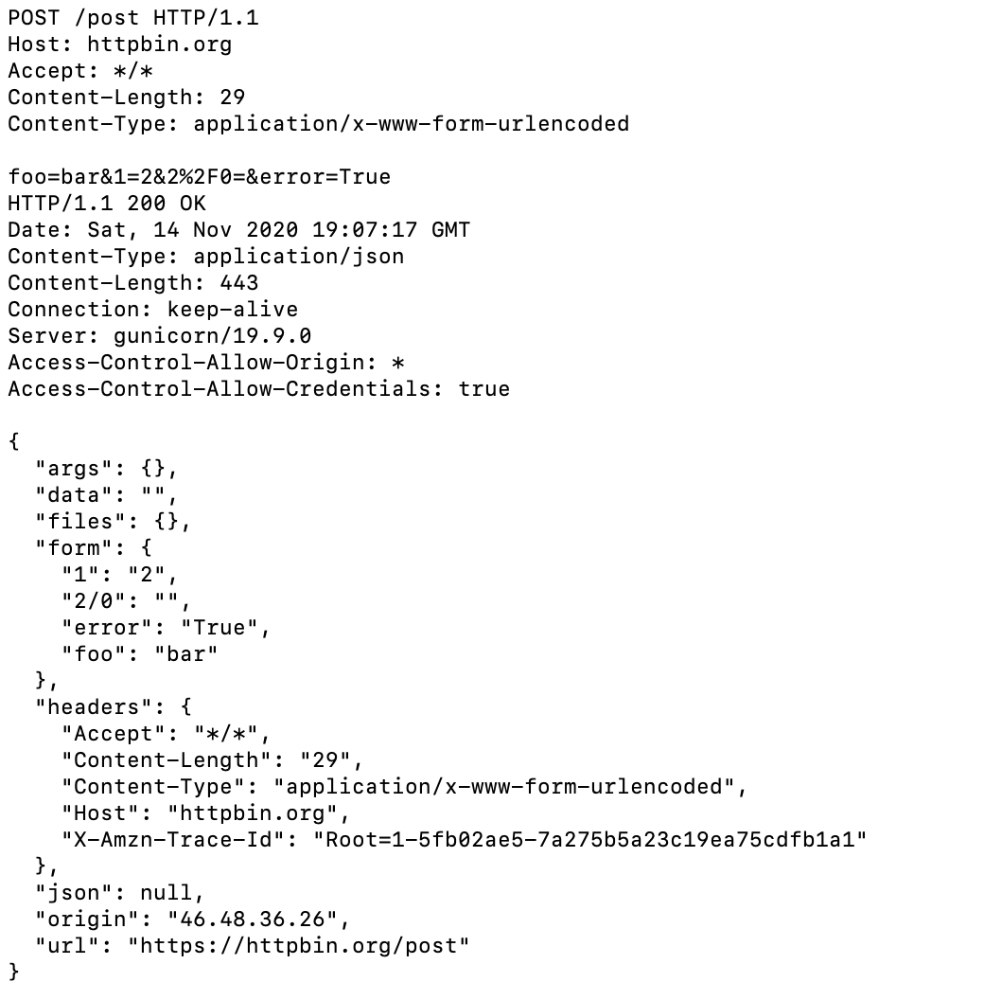 POST /post HTTP/1.1
Host: httpbin.org
Accept: */*
Content-Length: 29
Content-Type: application/x-www-form-urlencoded

foo=bar&1=2&2%2F0=&error=True
HTTP/1.1 200 OK
Date: Sat, 14 Nov 2020 19:07:17 GMT
Content-Type: application/json
Content-Length: 443
Connection: keep-alive
Server: gunicorn/19.9.0
Access-Control-Allow-Origin: *
Access-Control-Allow-Credentials: true

{
  "args": {},
  "data": "",
  "files": {},
  "form": {
    "1": "2",
    "2/0": "",
    "error": "True",
    "foo": "bar"
  },
  "headers": {
    "Accept": "*/*",
    "Content-Length": "29",
    "Content-Type": "application/x-www-form-urlencoded",
    "Host": "httpbin.org",
    "X-Amzn-Trace-Id": "Root=1-5fb02ae5-7a275b5a23c19ea75cdfb1a1"
  },
  "json": null,
  "origin": "46.48.36.26",
  "url": "https://httpbin.org/post"
}